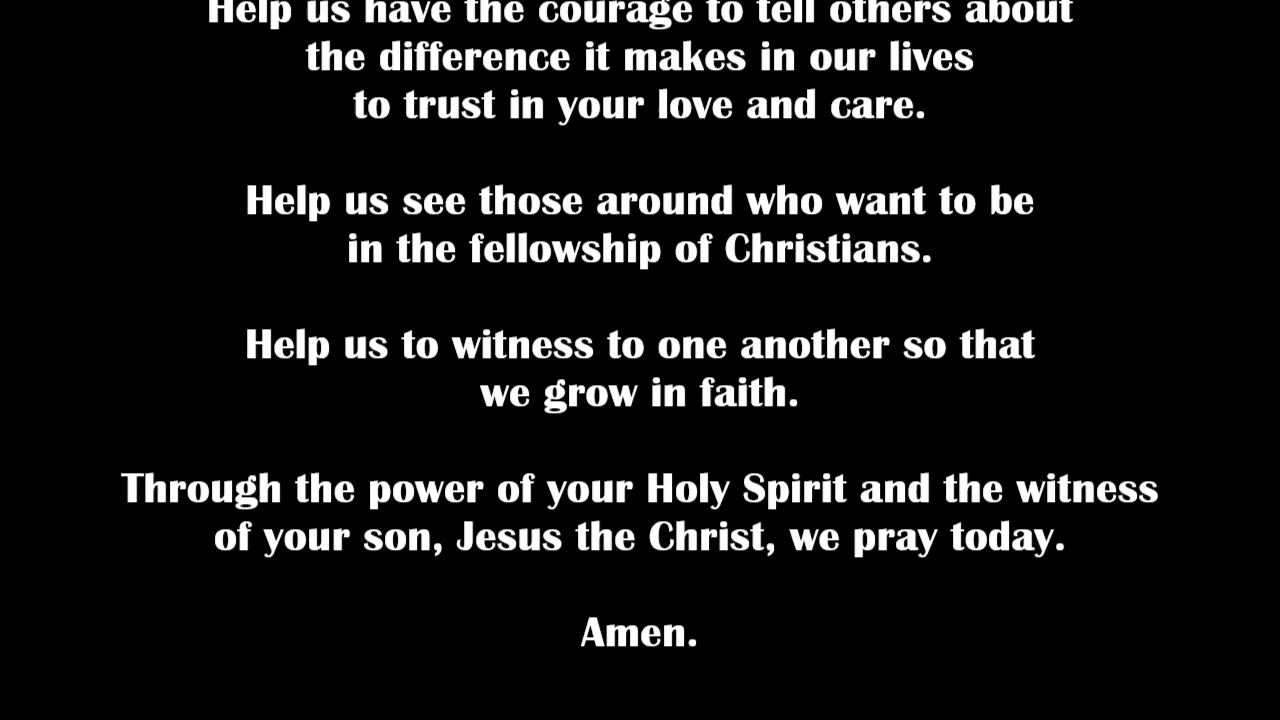 Help us have the courage to tell others about
the difference it makes in our lives
to trust in your love and care.
Help us see those around who want to be
in the fellowship of Christians.
Help us to witness to one another so that
we grow in faith.
Through the power of your Holy Spirit and the witness
of your son, Jesus the Christ, we pray today.
Amen.